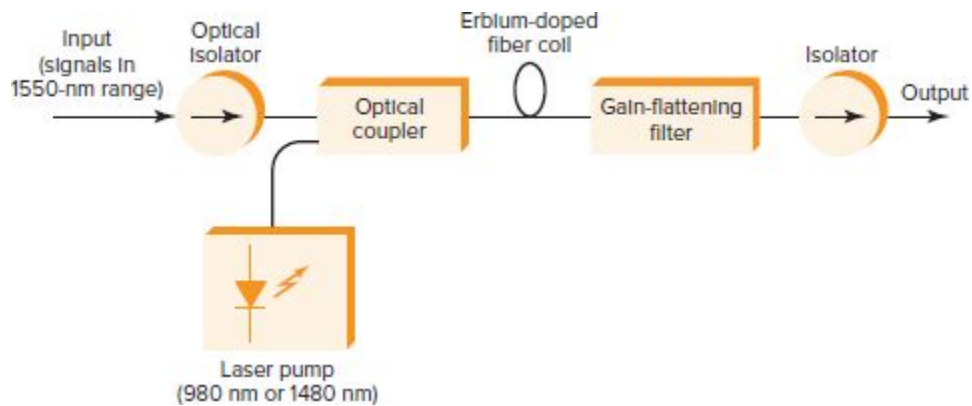 Input
(signals in
1550-nm range)
Optical
isolator
Optical
coupler
Erbium-doped
fiber coil
Gain-flattening
filter
Isolator
Output
Laser pump
(980 nm or 1480 nm)